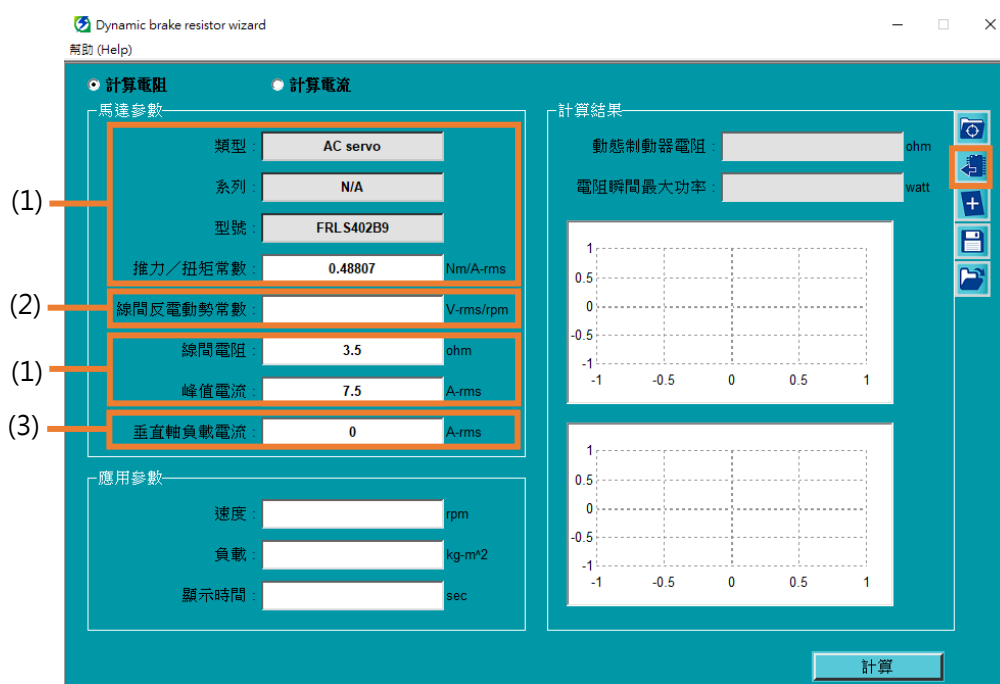 Dynamic brake resistor wizard
幫助 (Help)
計算電阻 計算電流
馬達參數
類型 : AC servo
系列 : N/A
型號 : FRLS402B9
推力／扭矩常數 : 0.48807 Nm/A-rms
線間反電動勢常數 : V-rms/rpm
線間電阻 : 3.5 ohm
峰值電流 : 7.5 A-rms
垂直軸負載電流 : 0 A-rms
(1)
(2)
(1)
(3)
應用參數
速度 : rpm
負載 : kg-m^2
顯示時間 : sec
計算結果
動態制動器電阻 : ohm
電阻瞬間最大功率 : watt
1
0.5
0
-0.5
-1
-1 -0.5 0 0.5 1
1
0.5
0
-0.5
-1
-1 -0.5 0 0.5 1
計算